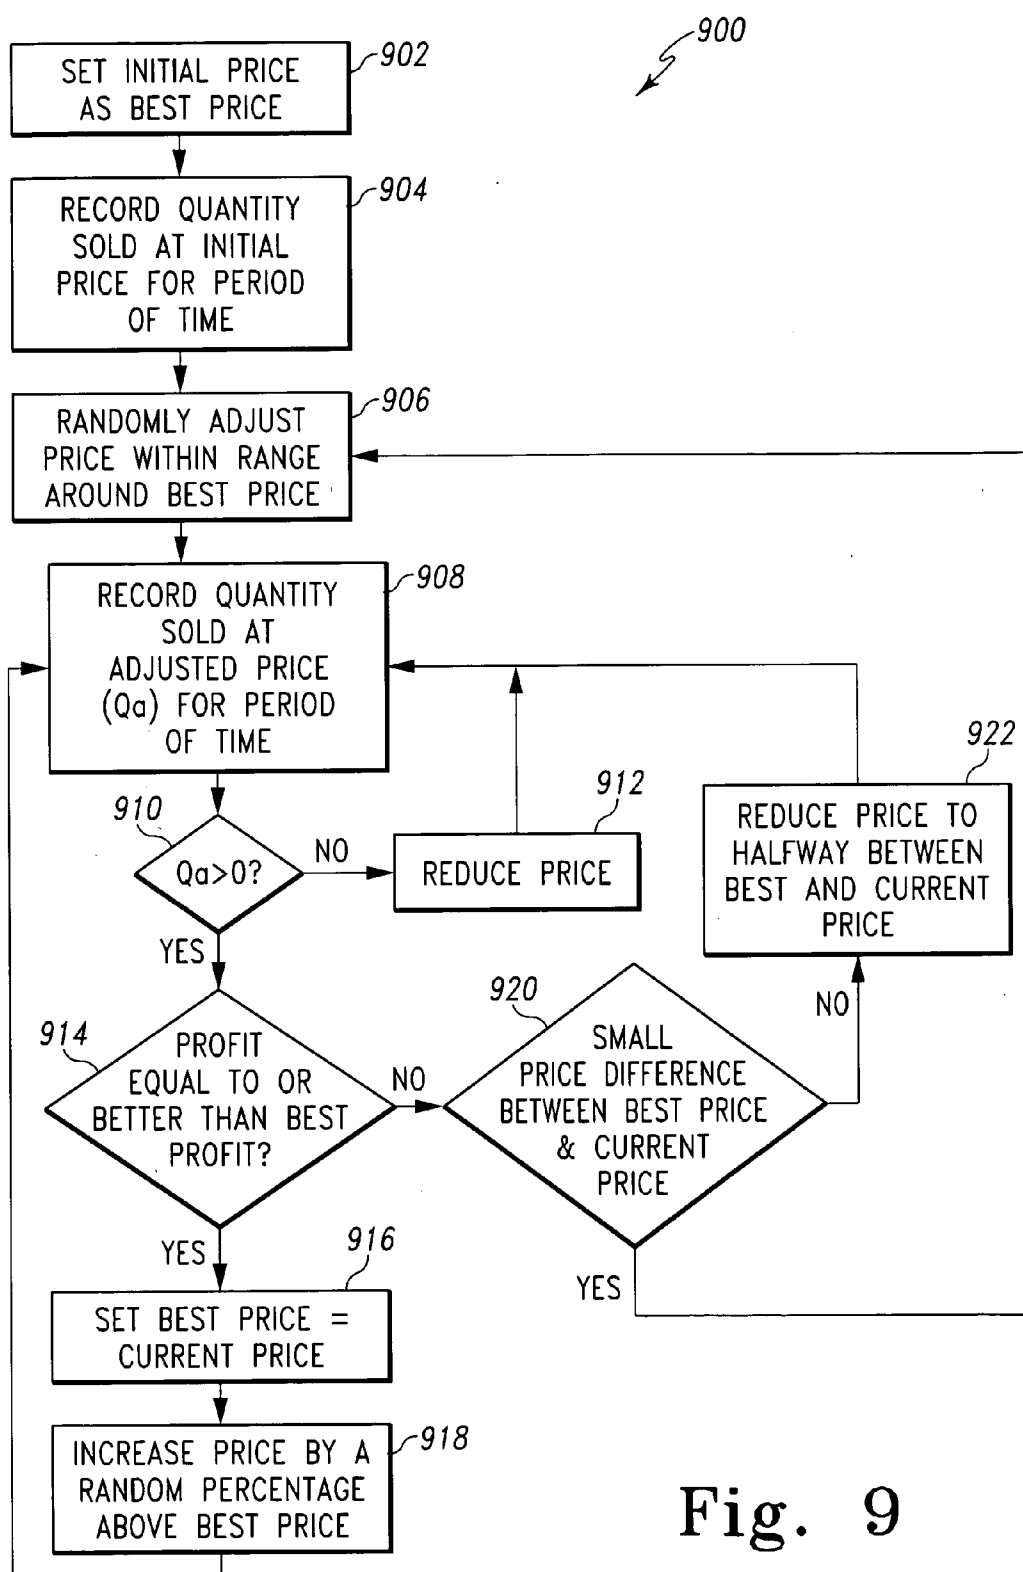 900
902
SET INITIAL PRICE
AS BEST PRICE
904
RECORD QUANTITY
SOLD AT INITIAL
PRICE FOR PERIOD
OF TIME
906
RANDOMLY ADJUST
PRICE WITHIN RANGE
AROUND BEST PRICE
908
RECORD QUANTITY
SOLD AT
ADJUSTED PRICE
(Qa) FOR PERIOD
OF TIME
910
Qa>0?
NO
912
REDUCE PRICE
922
REDUCE PRICE TO
HALFWAY BETWEEN
BEST AND CURRENT
PRICE
YES
914
PROFIT
EQUAL TO OR
BETTER THAN BEST
PROFIT?
NO
920
SMALL
PRICE DIFFERENCE
BETWEEN BEST PRICE
& CURRENT
PRICE
NO
YES
YES
916
SET BEST PRICE =
CURRENT PRICE
918
INCREASE PRICE BY A
RANDOM PERCENTAGE
ABOVE BEST PRICE
Fig. 9